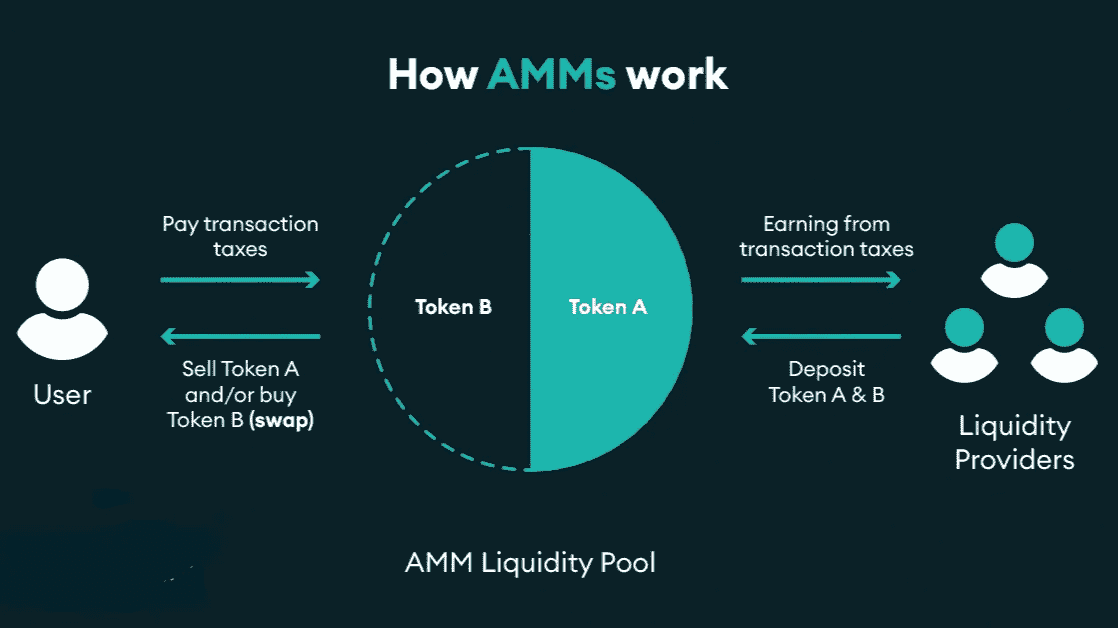 How AMMs work
Pay transaction
taxes
Sell Token A
and/or buy
Token B (swap)
User
Token B
Token A
Earning from
transaction taxes
Deposit
Token A & B
Liquidity
Providers
AMM Liquidity Pool